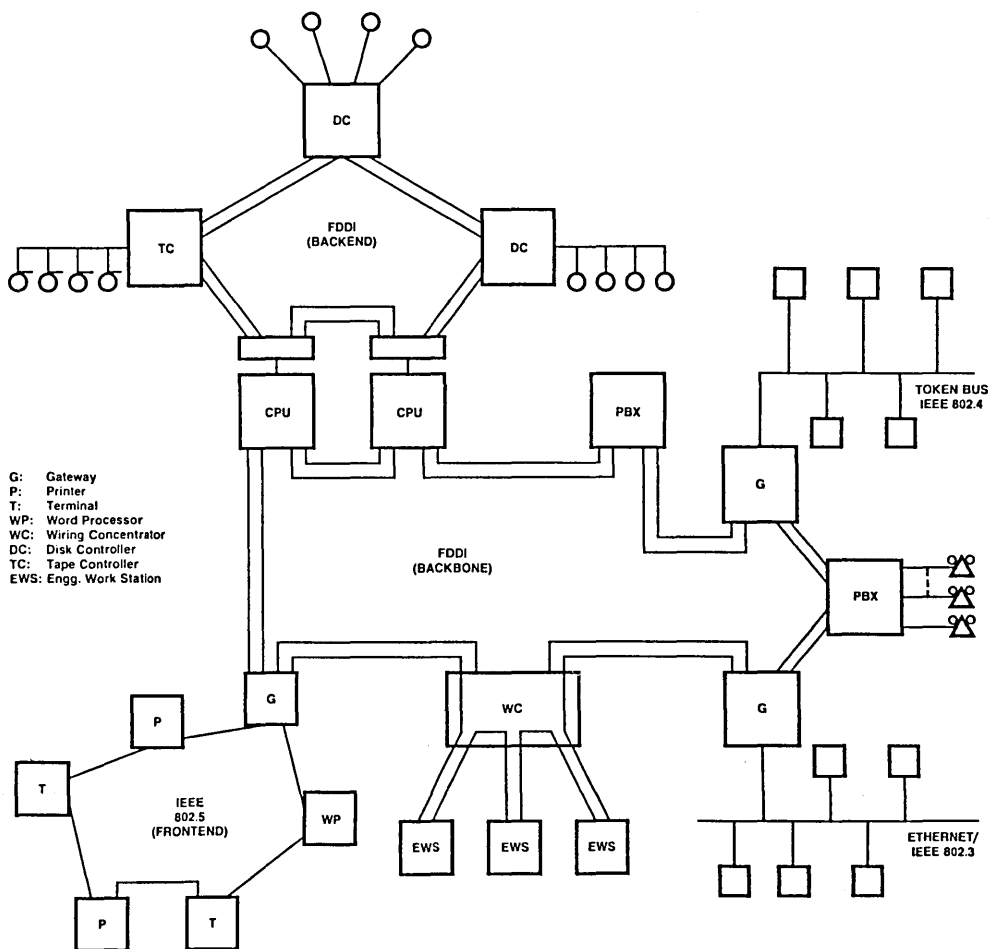 DC
FDDI
(BACKEND)
TC
DC
CPU
CPU
PBX
TOKEN BUS
IEEE 802.4
G
G: Gateway
P: Printer
T: Terminal
WP: Word Processor
WC: Wiring Concentrator
DC: Disk Controller
TC: Tape Controller
EWS: Engg. Work Station
FDDI
(BACKBONE)
PBX
G
WC
G
P
T
IEEE
802.5
(FRONTEND)
WP
EWS
EWS
EWS
ETHERNET/
IEEE 802.3
P
T